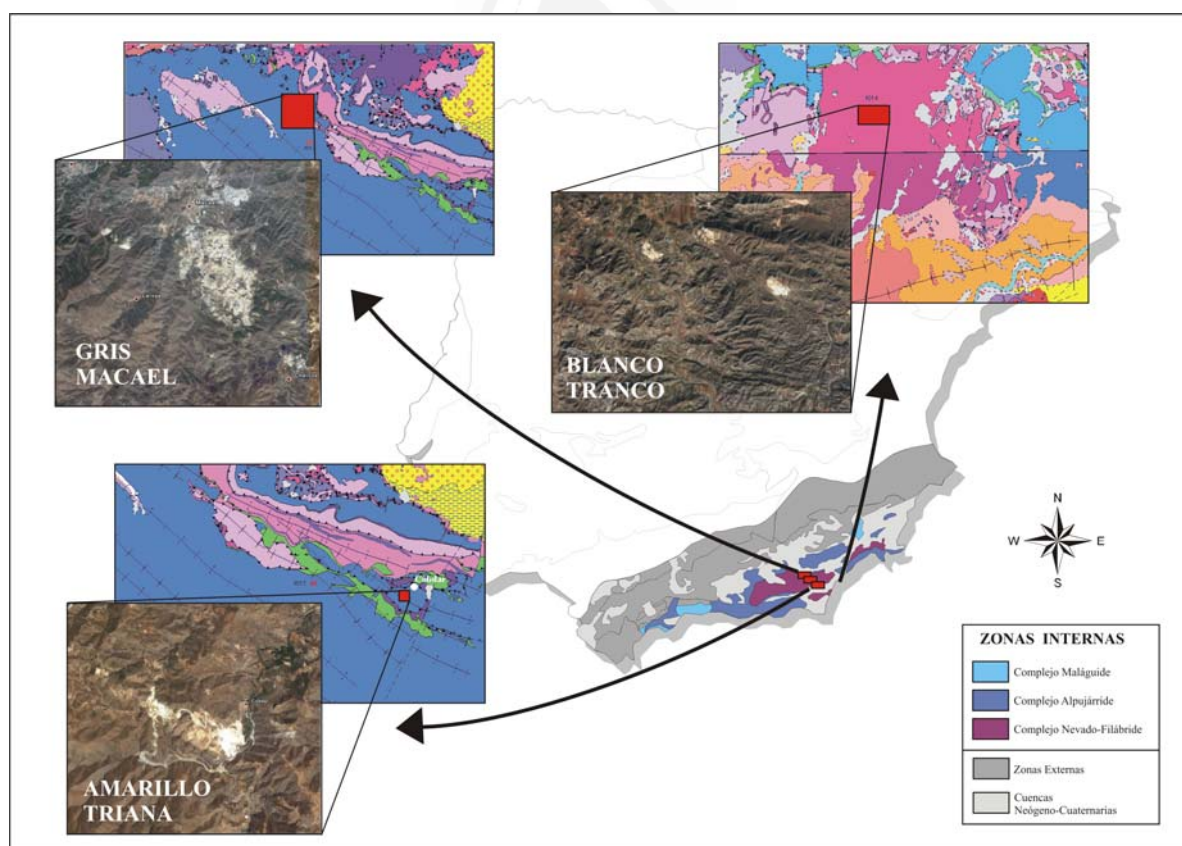 GRIS
MACAEL
BLANCO
TRANCO
AMARILLO
TRIANA
Cóbdar
N
W
E
S
ZONAS INTERNAS
Complejo Maláguide
Complejo Alpujárride
Complejo Nevado-Filábride
Zonas Externas
Cuencas
Neógeno-Cuaternarias